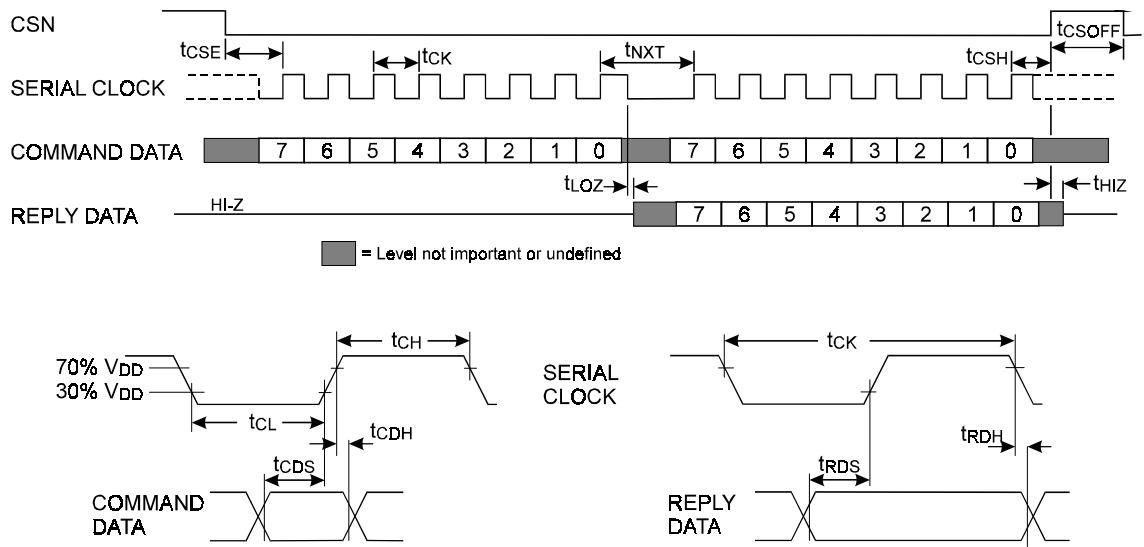 CSN
tCSE
tCK
tNXT
tCSH
tCSOFF
SERIAL CLOCK
COMMAND DATA
7 6 5 4 3 2 1 0
7 6 5 4 3 2 1 0
tLOZ
tHIZ
REPLY DATA
HI-Z
7 6 5 4 3 2 1 0
= Level not important or undefined
70% VDD
30% VDD
tCH
tCL
tCDH
tCDS
COMMAND
DATA
SERIAL
CLOCK
tCK
tRDH
tRDS
REPLY
DATA